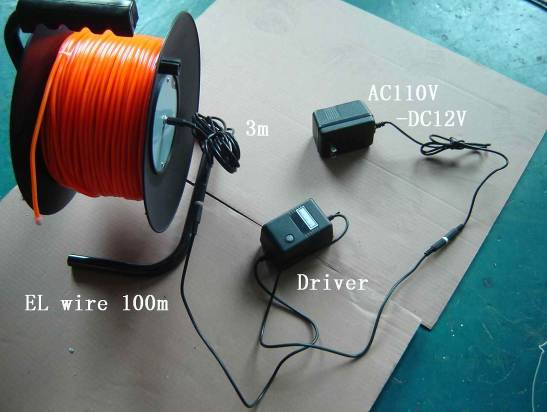 AC110V
-DC12V
3m
Driver
EL wire 100m